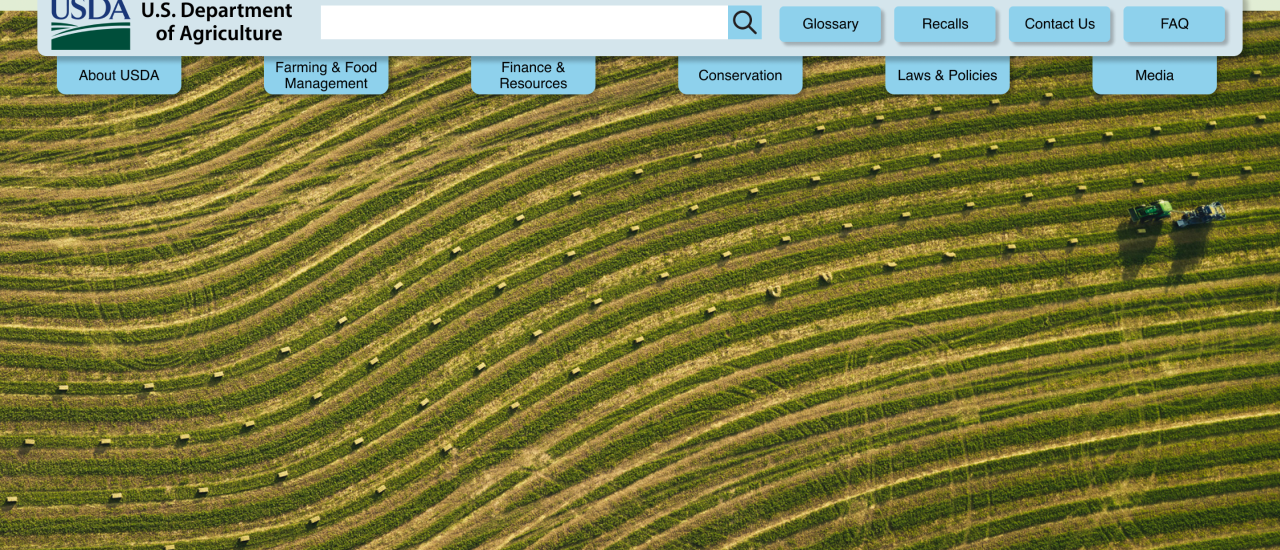 USDA
U.S. Department
of Agriculture
Glossary
Recalls
Contact Us
FAQ
About USDA
Farming & Food
Management
Finance &
Resources
Conservation
Laws & Policies
Media